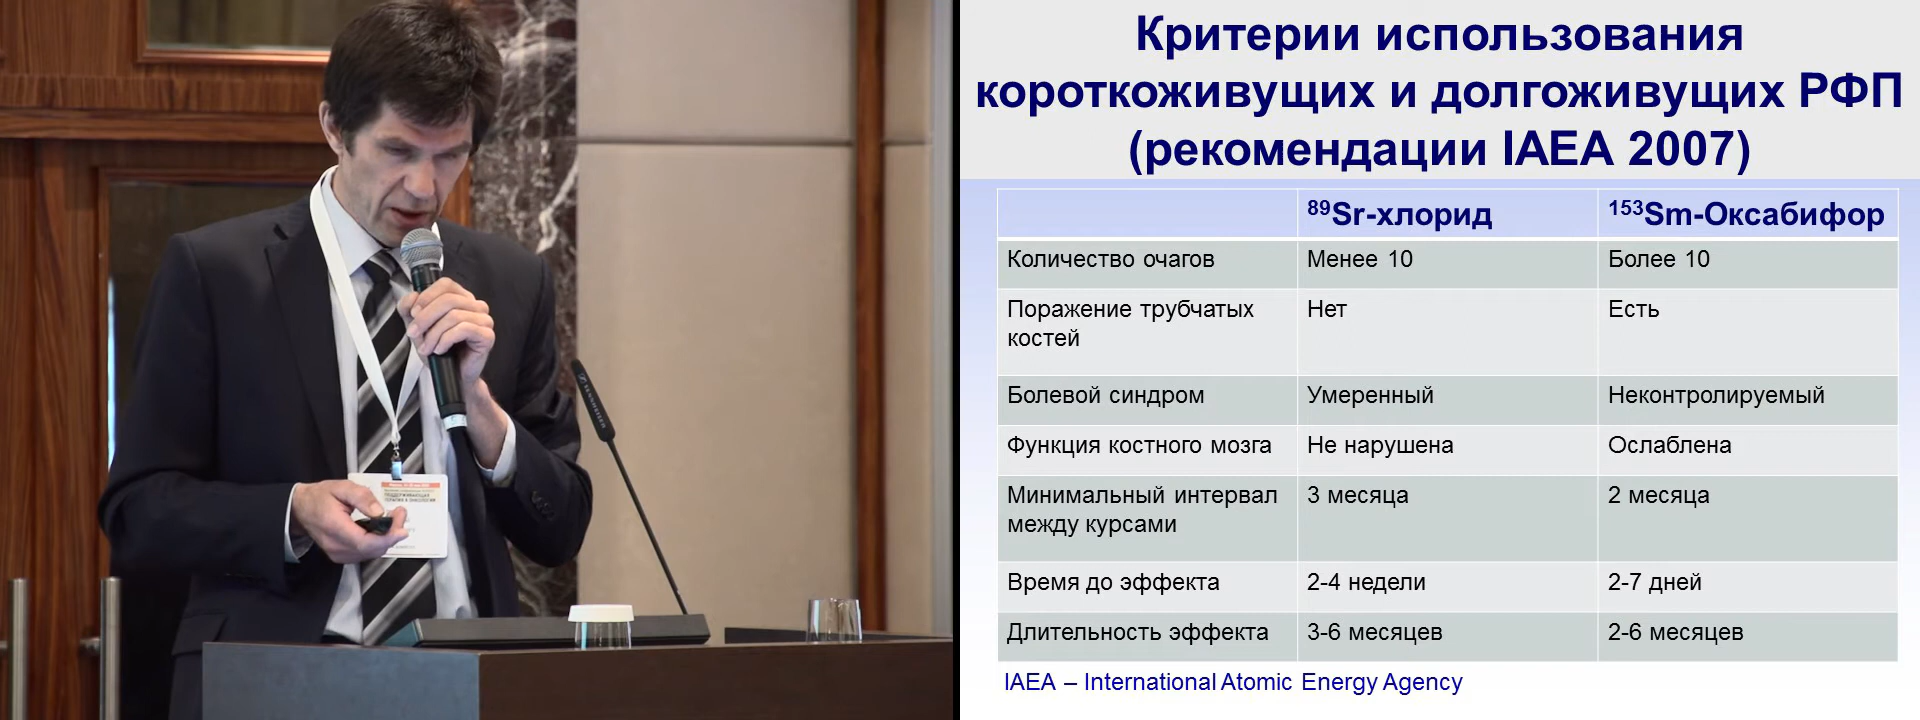 Критерии использования
короткоживущих и долгоживущих РФП
(рекомендации IAEA 2007)
89Sr-хлорид 153Sm-Оксабифор
Количество очагов Менее 10 Более 10
Поражение трубчатых Нет Есть
костей
Болевой синдром Умеренный Неконтролируемый
Функция костного мозга Не нарушена Ослаблена
Минимальный интервал 3 месяца 2 месяца
между курсами
Время до эффекта 2-4 недели 2-7 дней
Длительность эффекта 3-6 месяцев 2-6 месяцев
IAEA – International Atomic Energy Agency
ПОДДЕРЖИВАЮЩАЯ
ТЕРАПИЯ В ОНКОЛОГИИ